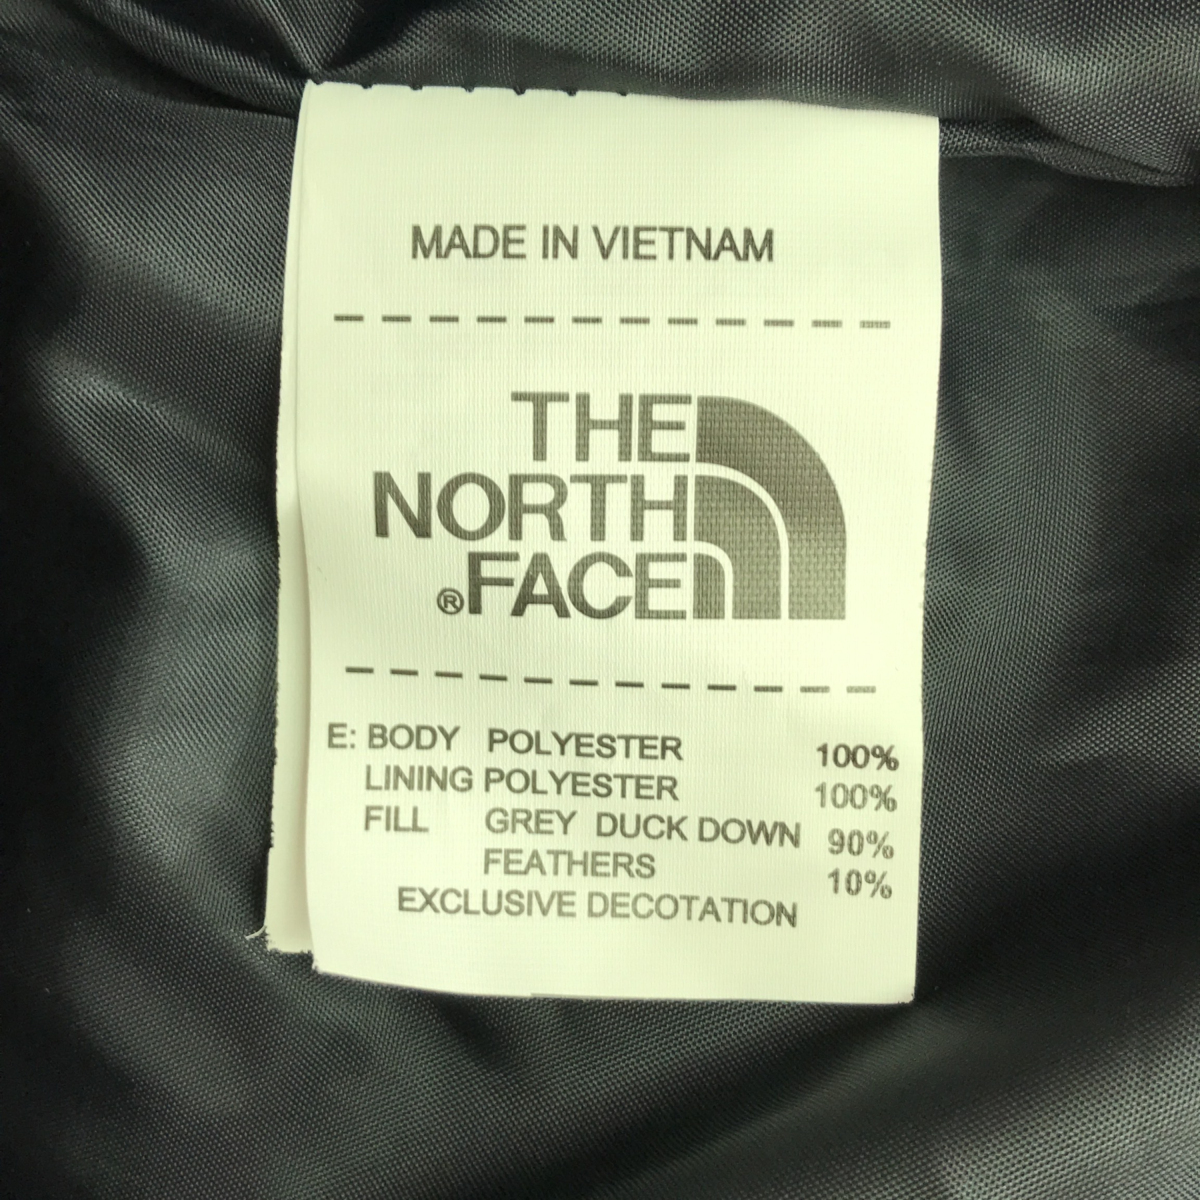 MADE IN VIETNAM
THE
NORTH
®FACE
E: BODY POLYESTER 100%
LINING POLYESTER 100%
FILL GREY DUCK DOWN 90%
FEATHERS 10%
EXCLUSIVE DECOTATION